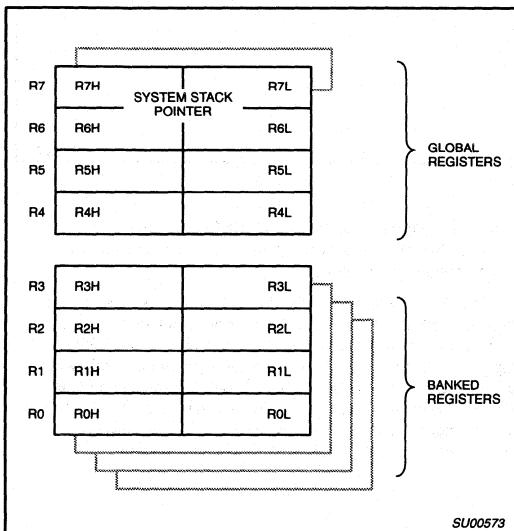 R7 R7H R7L
SYSTEM STACK
POINTER
R6 R6H R6L
R5 R5H R5L
R4 R4H R4L
GLOBAL
REGISTERS
R3 R3H R3L
R2 R2H R2L
R1 R1H R1L
R0 R0H R0L
BANKED
REGISTERS
SU00573